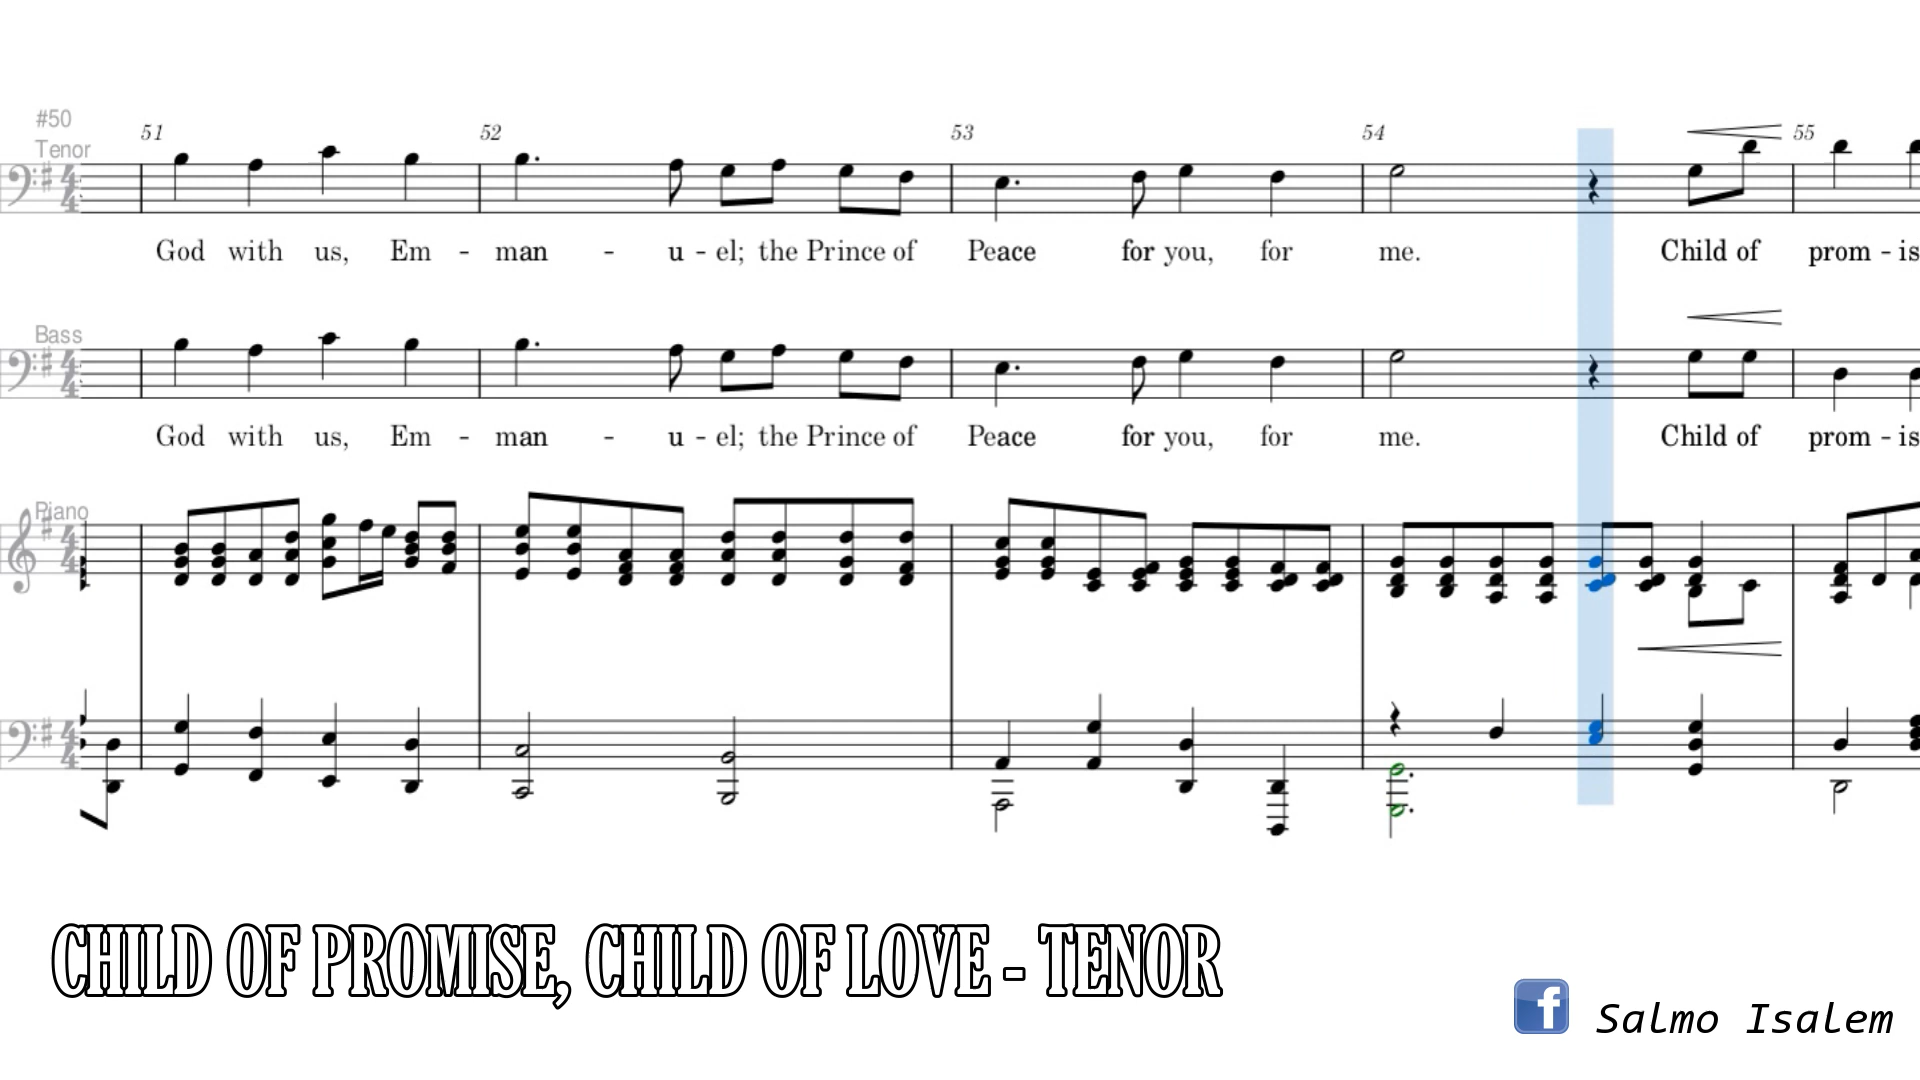 #50
51 52 53 54 55
Tenor
God with us, Em - man - u - el; the Prince of Peace for you, for me. Child of prom - is
Bass
God with us, Em - man - u - el; the Prince of Peace for you, for me. Child of prom - is
Piano
CHILD OF PROMISE, CHILD OF LOVE - TENOR
f Salmo Isalem